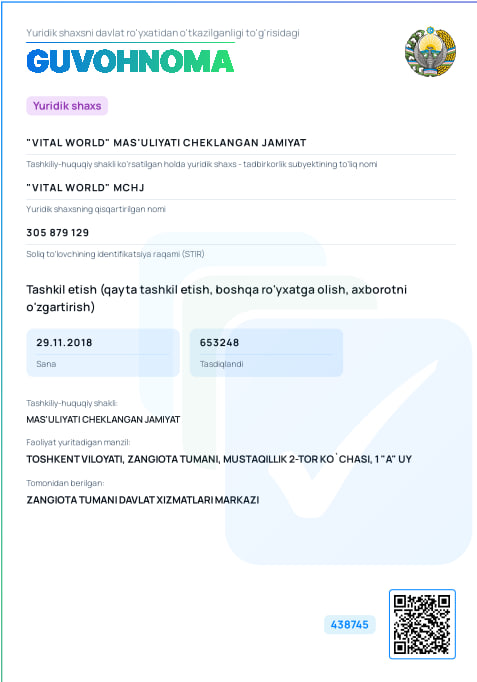 Yuridik shaxsni davlat ro'yxatidan o'tkazilganligi to'g'risidagi
GUVOHNOMA
Yuridik shaxs
"VITAL WORLD" MAS'ULIYATI CHEKLANGAN JAMIYAT
Tashkiliy-huquqiy shakli ko'rsatilgan holda yuridik shaxs - tadbirkorlik subyektining to'liq nomi
"VITAL WORLD" MCHJ
Yuridik shaxsning qisqartirilgan nomi
305 879 129
Soliq to'lovchining identifikatsiya raqami (STIR)
Tashkil etish (qayta tashkil etish, boshqa ro'yxatga olish, axborotni
o'zgartirish)
29.11.2018
653248
Sana
Tasdiqlandi
Tashkiliy-huquqiy shakli:
MAS'ULIYATI CHEKLANGAN JAMIYAT
Faoliyat yuritadigan manzil:
TOSHKENT VILOYATI, ZANGIOTA TUMANI, MUSTAQILLIK 2-TOR KO`CHASI, 1 "A" UY
Tomonidan berilgan:
ZANGIOTA TUMANI DAVLAT XIZMATLARI MARKAZI
438745